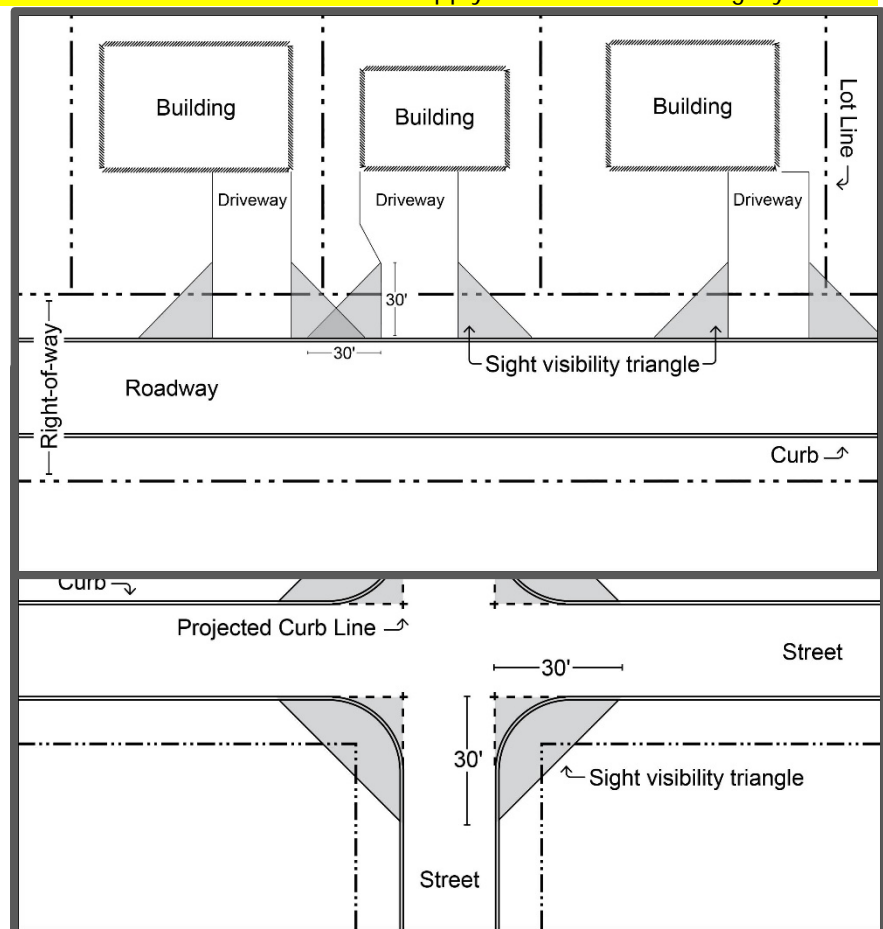 Building
Building
Building
Lot Line
Driveway
Driveway
Driveway
30'
30'
Sight visibility triangle
Right-of-way
Roadway
Curb
Curb
Projected Curb Line
30'
Street
30'
Sight visibility triangle
Street